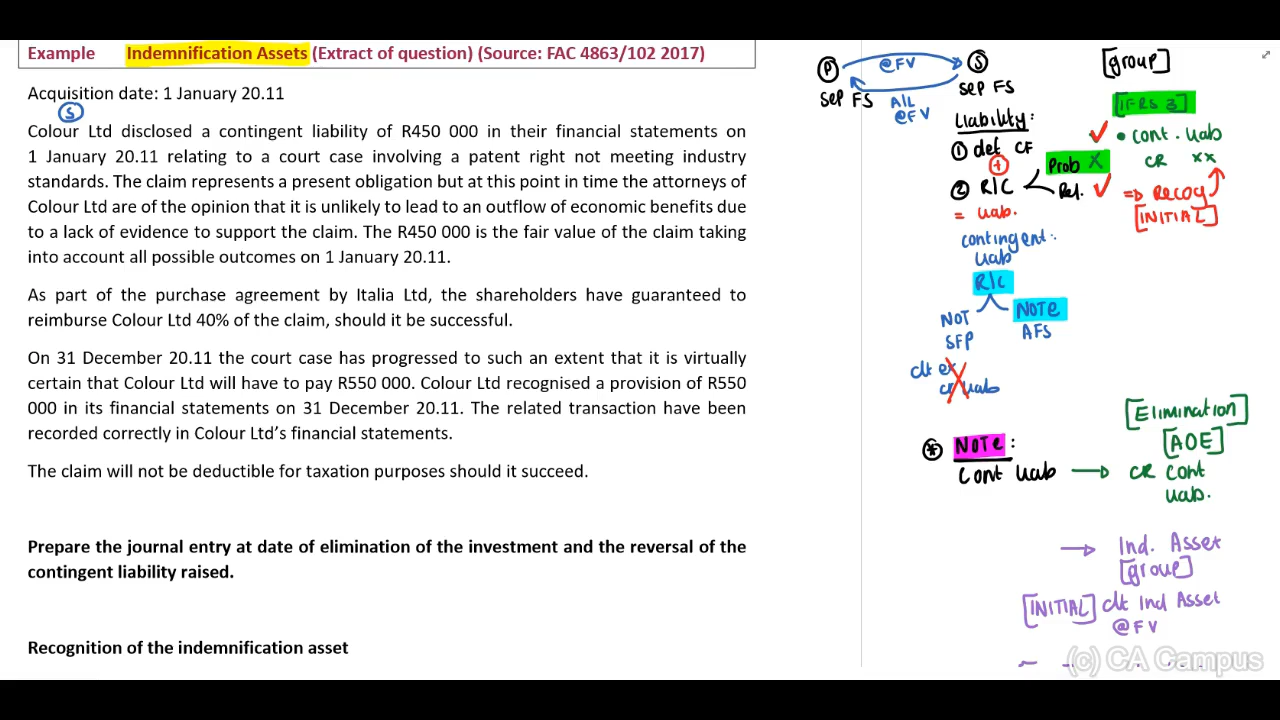 Example Indemnification Assets (Extract of question) (Source: FAC 4863/102 2017)
Acquisition date: 1 January 20.11
S
Colour Ltd disclosed a contingent liability of R450 000 in their financial statements on
1 January 20.11 relating to a court case involving a patent right not meeting industry
standards. The claim represents a present obligation but at this point in time the attorneys of
Colour Ltd are of the opinion that it is unlikely to lead to an outflow of economic benefits due
to a lack of evidence to support the claim. The R450 000 is the fair value of the claim taking
into account all possible outcomes on 1 January 20.11.
As part of the purchase agreement by Italia Ltd, the shareholders have guaranteed to
reimburse Colour Ltd 40% of the claim, should it be successful.
On 31 December 20.11 the court case has progressed to such an extent that it is virtually
certain that Colour Ltd will have to pay R550 000. Colour Ltd recognised a provision of R550
000 in its financial statements on 31 December 20.11. The related transaction have been
recorded correctly in Colour Ltd's financial statements.
The claim will not be deductible for taxation purposes should it succeed.
Prepare the journal entry at date of elimination of the investment and the reversal of the
contingent liability raised.
Recognition of the indemnification asset
P @FV S
sep FS A/L sep FS
@FV
Liability:
① def CF
+
② R/C
Prob X
Rel. ✓
= Liab.
contingent
Liab
R/C
NOT
SFP
NOTE
AFS
dt ex
cr Liab
[group]
[IFRS 3]
✓ • cont. Liab
CR xx
⇒ Recog
[INITIAL]
[Elimination]
[AOE]
* NOTE:
Cont Liab → CR Cont
Liab.
→ Ind. Asset
[group]
[INITIAL] dt Ind Asset
@FV
(c) CA Campus